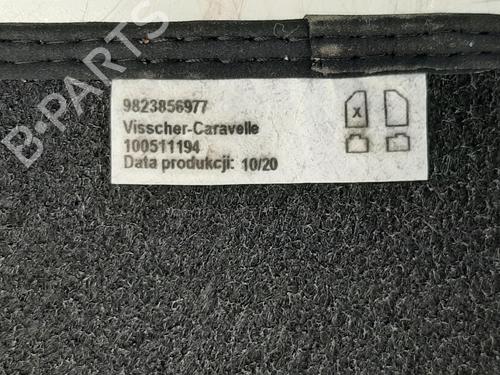 B-PARTS
9823856977
Visscher-Caravelle
100511194
Data produkcji: 10/20
X